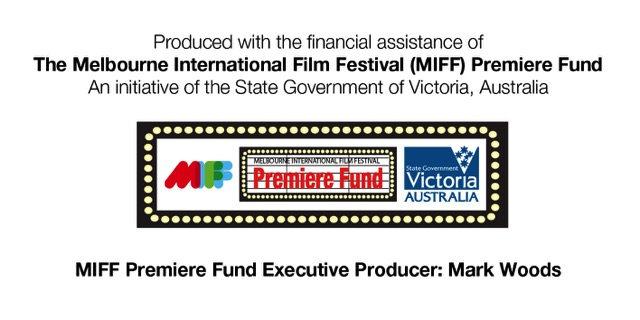 Produced with the financial assistance of
The Melbourne International Film Festival (MIFF) Premiere Fund
An initiative of the State Government of Victoria, Australia
MIFF
MELBOURNE INTERNATIONAL FILM FESTIVAL
Premiere Fund
State Government
Victoria
AUSTRALIA
MIFF Premiere Fund Executive Producer: Mark Woods